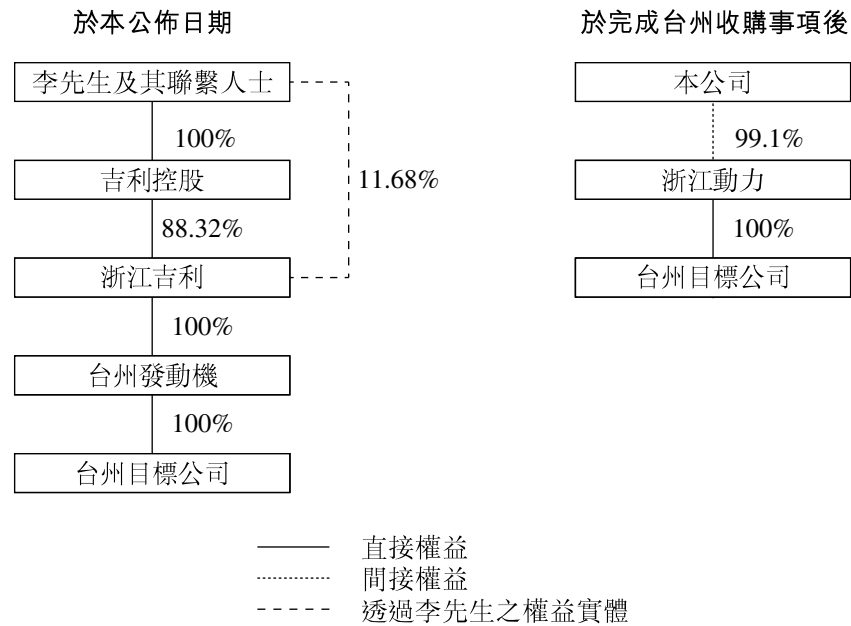 於本公佈日期
李先生及其聯繫人士
100%
吉利控股
11.68%
88.32%
浙江吉利
100%
台州發動機
100%
台州目標公司
於完成台州收購事項後
本公司
99.1%
浙江動力
100%
台州目標公司
直接權益
間接權益
透過李先生之權益實體